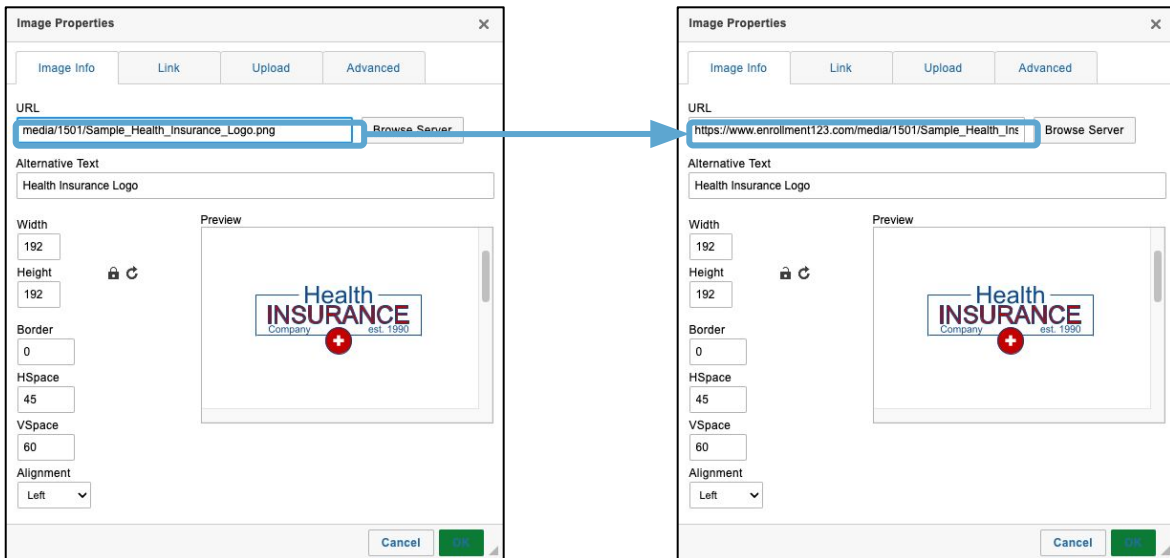 Image Properties
Image Info Link Upload Advanced
URL
media/1501/Sample_Health_Insurance_Logo.png Browse Server
Alternative Text
Health Insurance Logo
Width
192
Height
192
Border
0
HSpace
45
VSpace
60
Alignment
Left
Preview
Health
INSURANCE
Company est. 1990
Cancel OK
Image Properties
Image Info Link Upload Advanced
URL
https://www.enrollment123.com/media/1501/Sample_Health_Ins Browse Server
Alternative Text
Health Insurance Logo
Width
192
Height
192
Border
0
HSpace
45
VSpace
60
Alignment
Left
Preview
Health
INSURANCE
Company est. 1990
Cancel OK